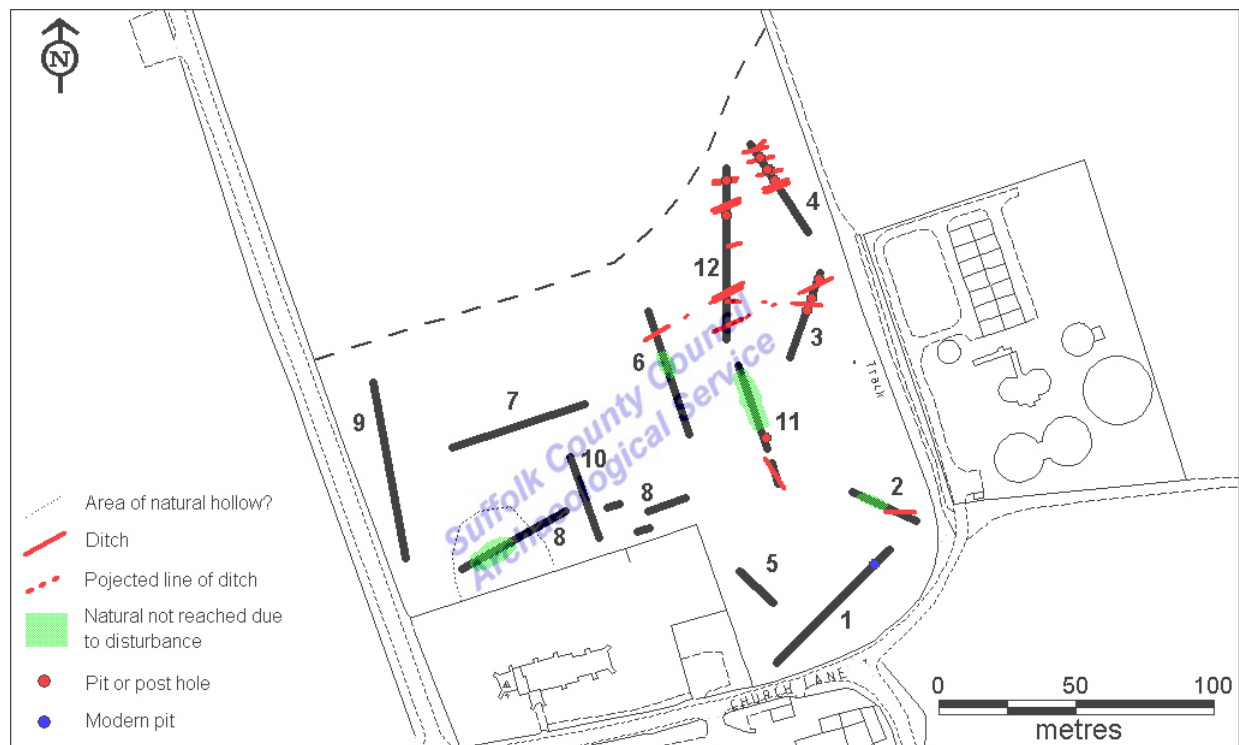 N
4
12
3
6
Track
7
9
11
10
8
2
8
5
1
Suffolk County Council
Archaeological Service
Area of natural hollow?
Ditch
Pojected line of ditch
Natural not reached due
to disturbance
Pit or post hole
Modern pit
CHURCH LANE
0 50 100
metres